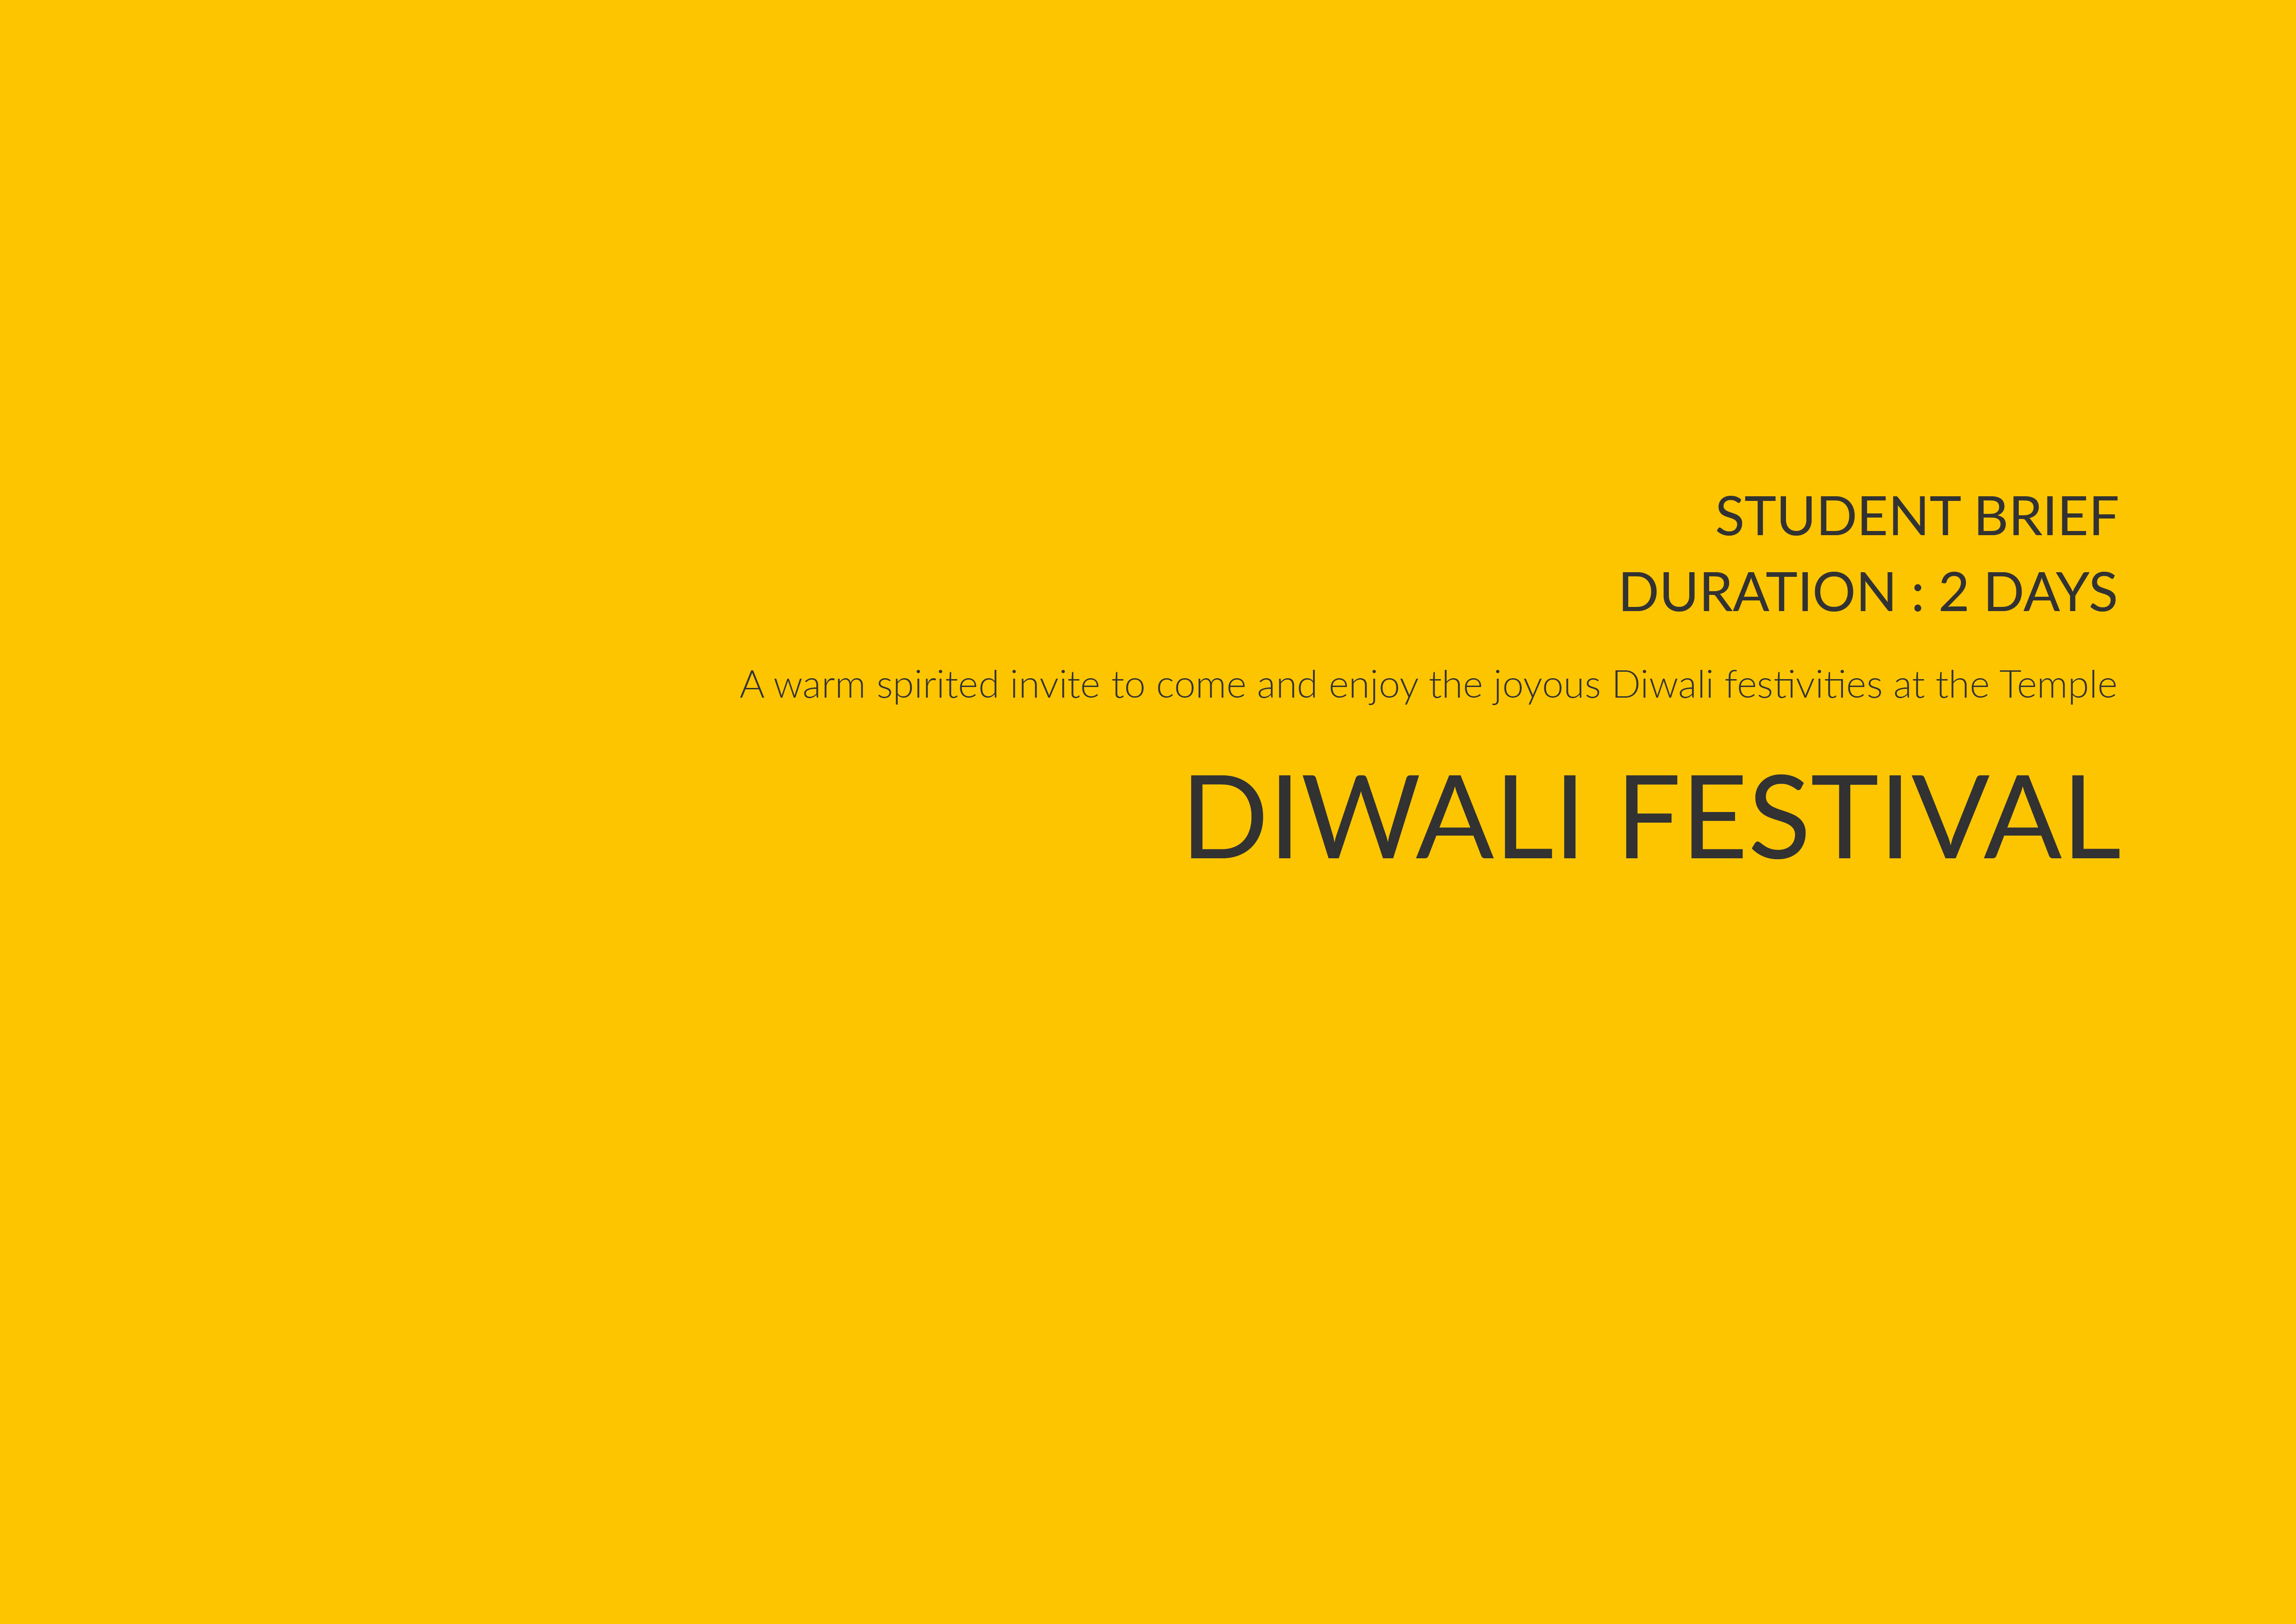 STUDENT BRIEF
DURATION : 2 DAYS
A warm spirited invite to come and enjoy the joyous Diwali festivities at the Temple
DIWALI FESTIVAL